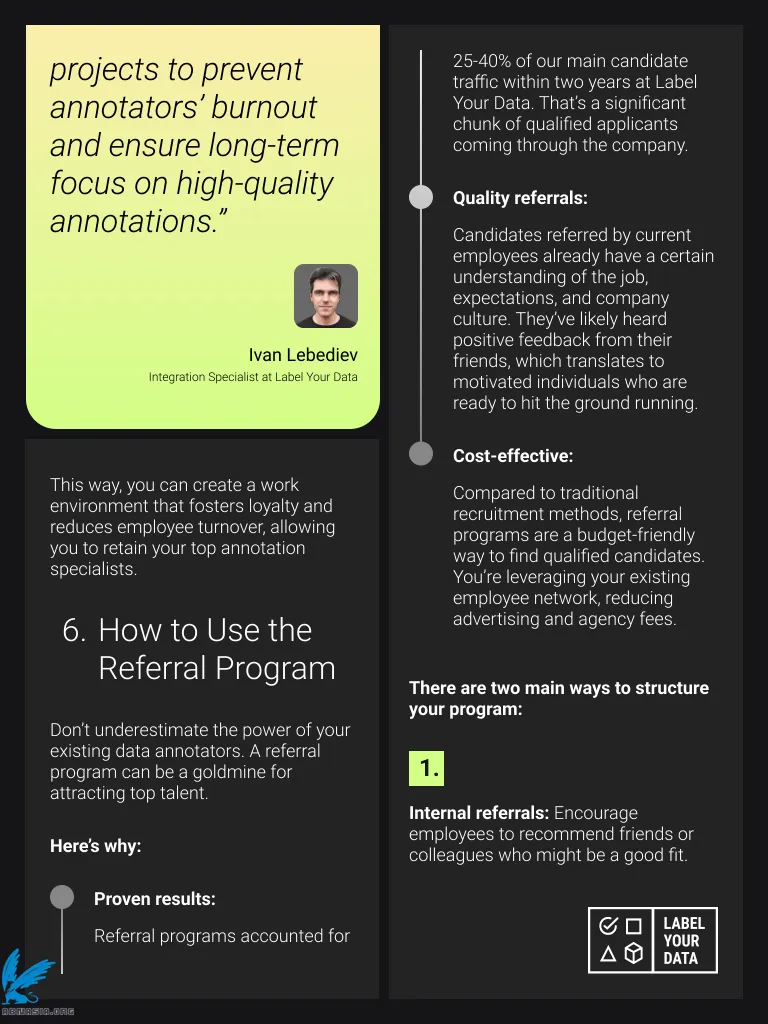 projects to prevent
annotators’ burnout
and ensure long-term
focus on high-quality
annotations.”
Ivan Lebediev
Integration Specialist at Label Your Data
This way, you can create a work
environment that fosters loyalty and
reduces employee turnover, allowing
you to retain your top annotation
specialists.
6. How to Use the
Referral Program
Don’t underestimate the power of your
existing data annotators. A referral
program can be a goldmine for
attracting top talent.
Here’s why:
Proven results:
Referral programs accounted for
25-40% of our main candidate
traffic within two years at Label
Your Data. That’s a significant
chunk of qualified applicants
coming through the company.
Quality referrals:
Candidates referred by current
employees already have a certain
understanding of the job,
expectations, and company
culture. They’ve likely heard
positive feedback from their
friends, which translates to
motivated individuals who are
ready to hit the ground running.
Cost-effective:
Compared to traditional
recruitment methods, referral
programs are a budget-friendly
way to find qualified candidates.
You’re leveraging your existing
employee network, reducing
advertising and agency fees.
There are two main ways to structure
your program:
1.
Internal referrals: Encourage
employees to recommend friends or
colleagues who might be a good fit.
LABEL
YOUR
DATA
ABMASIA.ORG